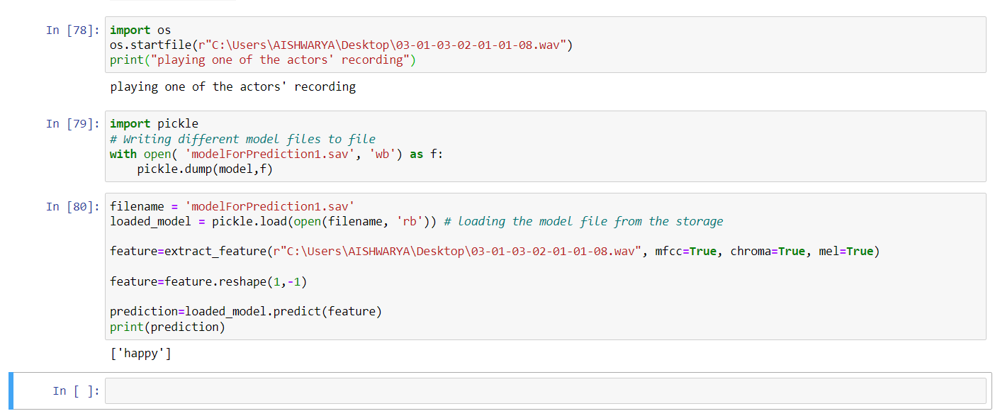 In [78]: import os
os.startfile(r"C:\Users\AISHWARYA\Desktop\03-01-03-02-01-01-08.wav")
print("playing one of the actors' recording")
playing one of the actors' recording
In [79]: import pickle
# Writing different model files to file
with open( 'modelForPrediction1.sav', 'wb') as f:
    pickle.dump(model,f)
In [80]: filename = 'modelForPrediction1.sav'
loaded_model = pickle.load(open(filename, 'rb')) # loading the model file from the storage
feature=extract_feature(r"C:\Users\AISHWARYA\Desktop\03-01-03-02-01-01-08.wav", mfcc=True, chroma=True, mel=True)
feature=feature.reshape(1,-1)
prediction=loaded_model.predict(feature)
print(prediction)
['happy']
In [ ]: